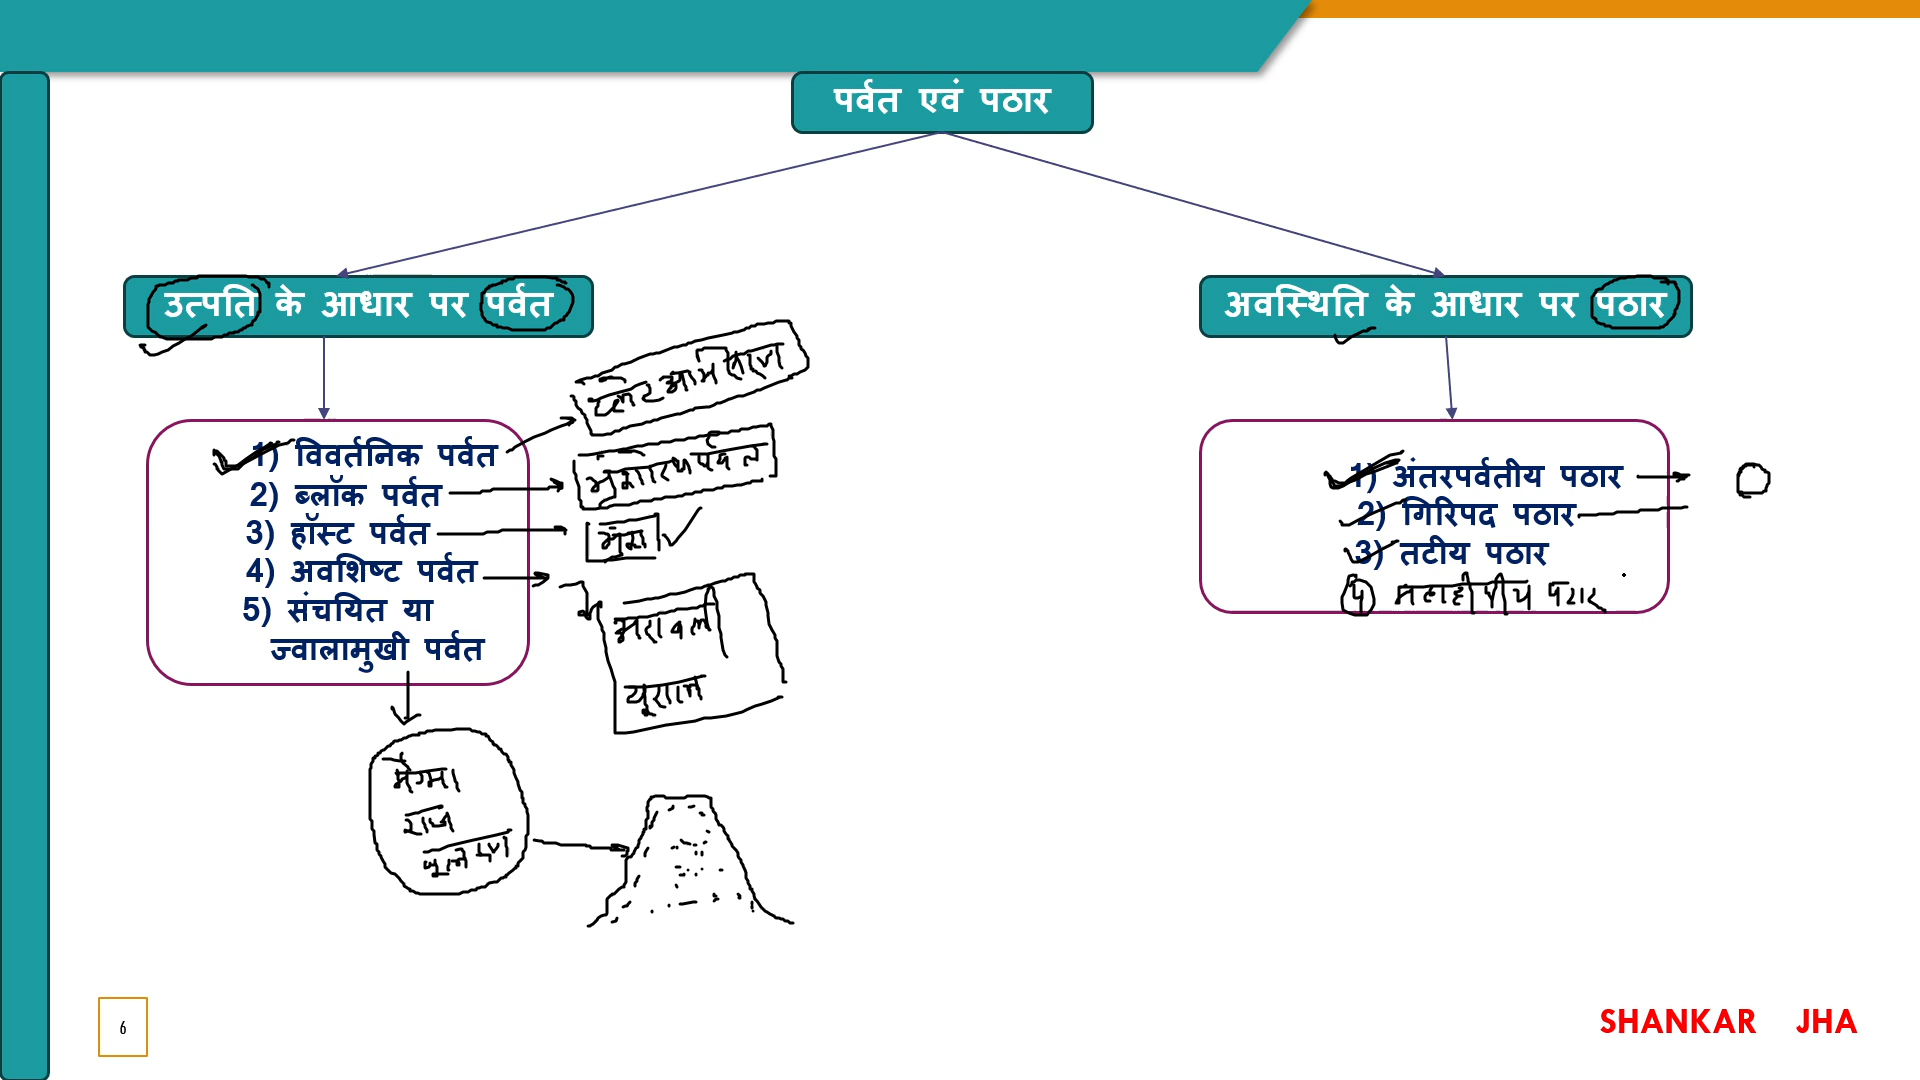 पर्वत एवं पठार
उत्पति के आधार पर पर्वत
अवस्थिति के आधार पर पठार
1) विवर्तनिक पर्वत
2) ब्लॉक पर्वत
3) हॉस्ट पर्वत
4) अवशिष्ट पर्वत
5) संचयित या
ज्वालामुखी पर्वत
भ्रंशोत्थ पर्वत
भ्रंश
अरावली
यूराल
मैग्मा
राख
1) अंतरपर्वतीय पठार
2) गिरिपद पठार
3) तटीय पठार
4 महाद्वीपीय पठार
6
SHANKAR JHA